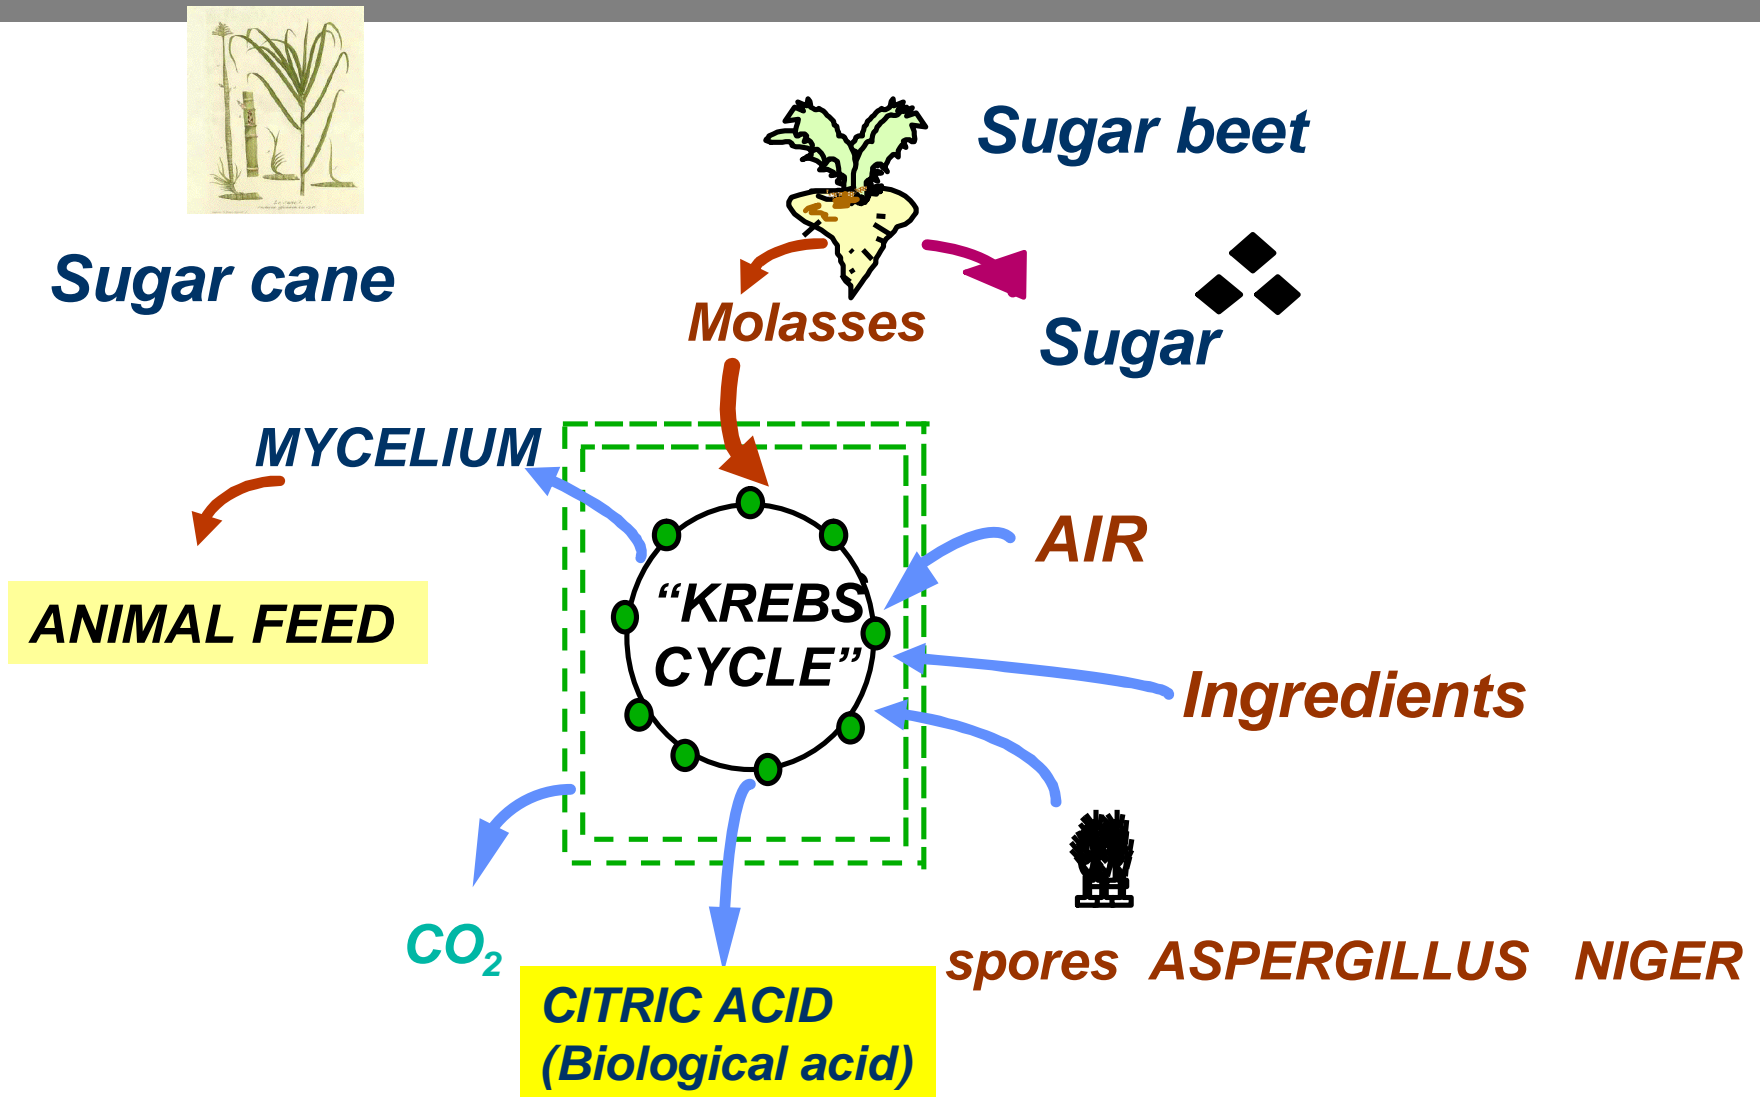 Sugar beet
Sugar cane
Molasses
Sugar
MYCELIUM
AIR
ANIMAL FEED
“KREBS
CYCLE”
Ingredients
CO₂
spores ASPERGILLUS NIGER
CITRIC ACID
(Biological acid)